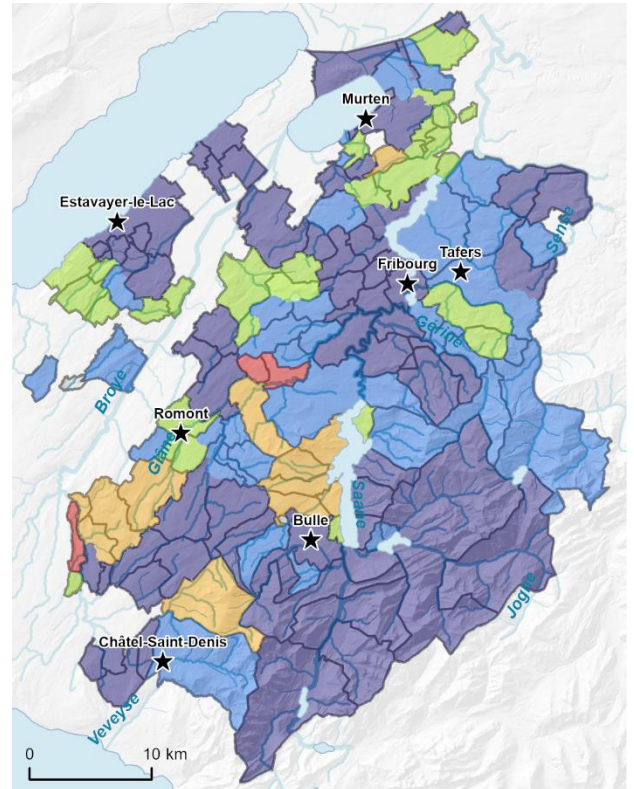 Murten
Estavayer-le-Lac
Sense
Tafers
Fribourg
Gérine
Broye
Romont
Glâne
Sarine
Bulle
Jogne
Châtel-Saint-Denis
Veveyse
0 10 km